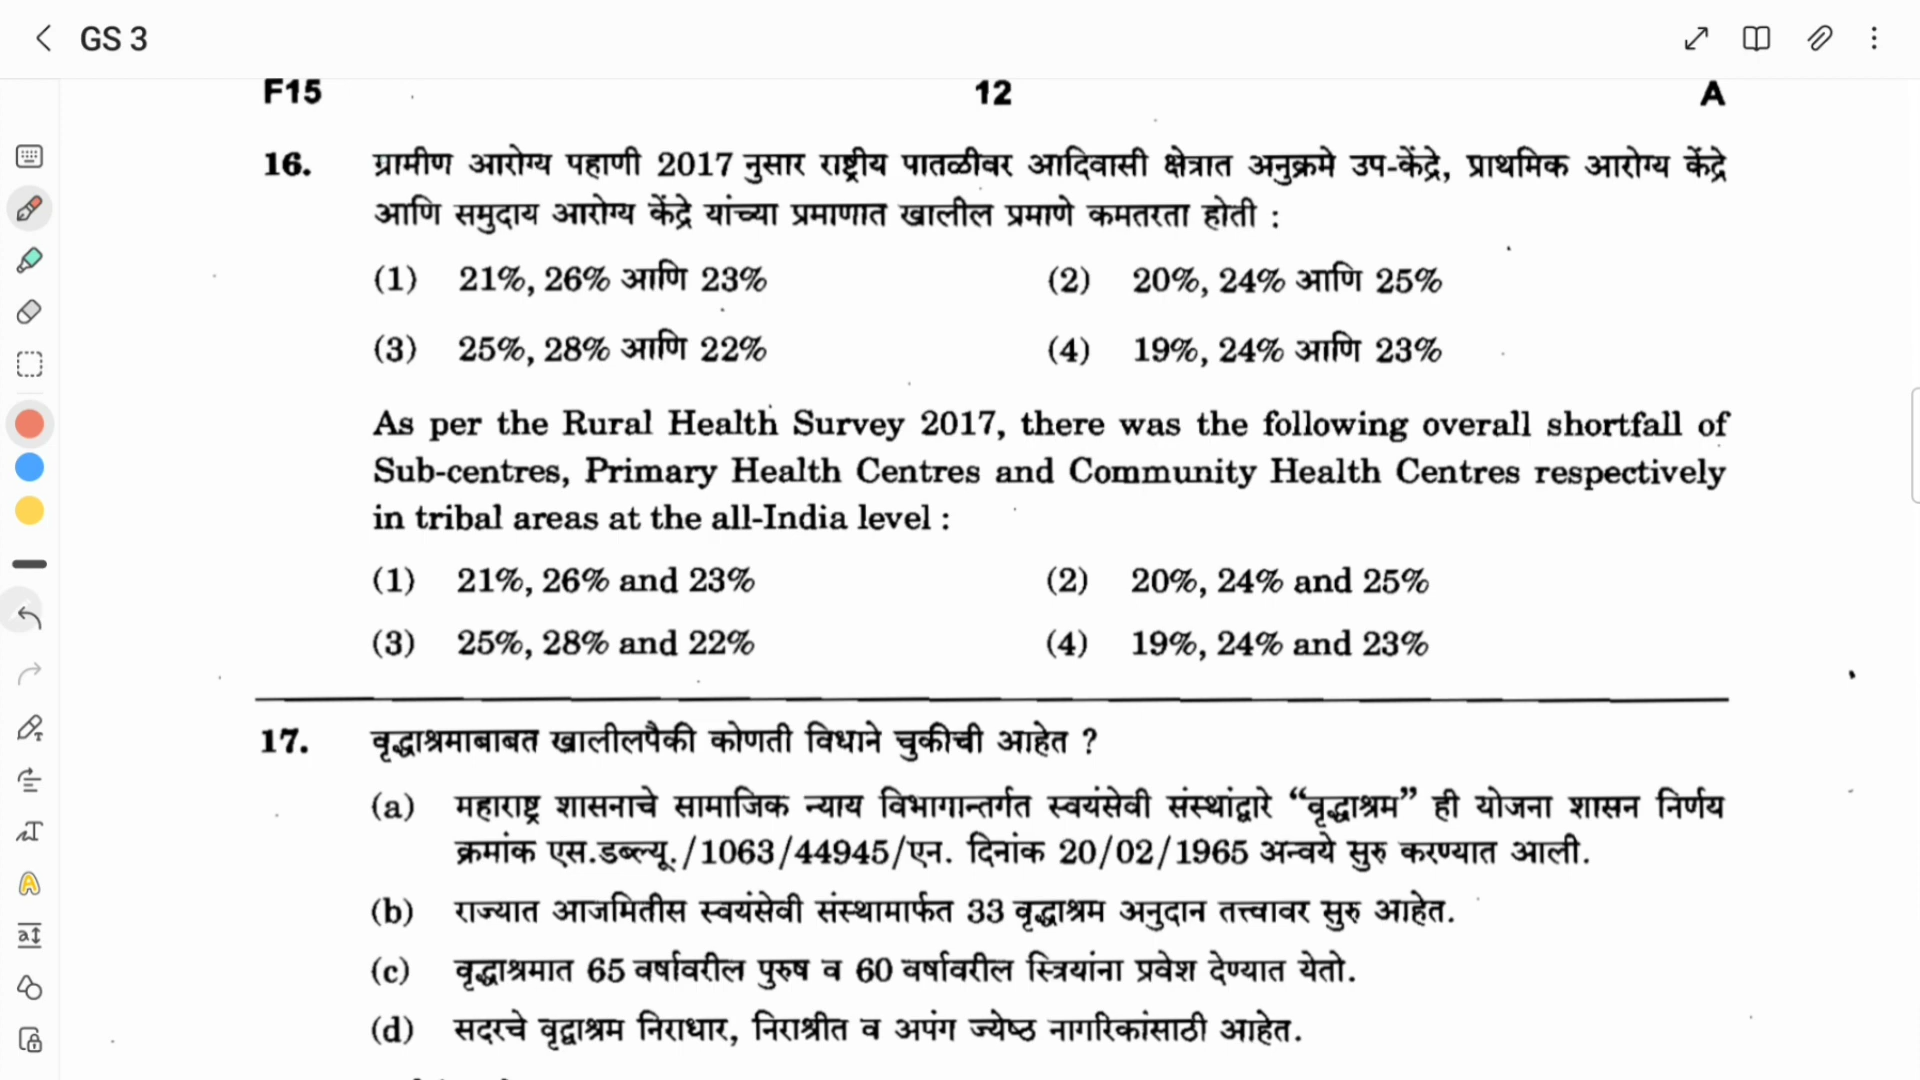 GS 3
F15 12 A
16. ग्रामीण आरोग्य पहाणी 2017 नुसार राष्ट्रीय पातळीवर आदिवासी क्षेत्रात अनुक्रमे उप-केंद्रे, प्राथमिक आरोग्य केंद्रे
आणि समुदाय आरोग्य केंद्रे यांच्या प्रमाणात खालील प्रमाणे कमतरता होती :
(1) 21%, 26% आणि 23% (2) 20%, 24% आणि 25%
(3) 25%, 28% आणि 22% (4) 19%, 24% आणि 23%
As per the Rural Health Survey 2017, there was the following overall shortfall of
Sub-centres, Primary Health Centres and Community Health Centres respectively
in tribal areas at the all-India level :
(1) 21%, 26% and 23% (2) 20%, 24% and 25%
(3) 25%, 28% and 22% (4) 19%, 24% and 23%
17. वृद्धाश्रमाबाबत खालीलपैकी कोणती विधाने चुकीची आहेत ?
(a) महाराष्ट्र शासनाचे सामाजिक न्याय विभागान्तर्गत स्वयंसेवी संस्थांद्वारे “वृद्धाश्रम” ही योजना शासन निर्णय
क्रमांक एस.डब्ल्यू./1063/44945/एन. दिनांक 20/02/1965 अन्वये सुरु करण्यात आली.
(b) राज्यात आजमितीस स्वयंसेवी संस्थामार्फत 33 वृद्धाश्रम अनुदान तत्त्वावर सुरु आहेत.
(c) वृद्धाश्रमात 65 वर्षावरील पुरुष व 60 वर्षावरील स्त्रियांना प्रवेश देण्यात येतो.
(d) सदरचे वृद्धाश्रम निराधार, निराश्रीत व अपंग ज्येष्ठ नागरिकांसाठी आहेत.